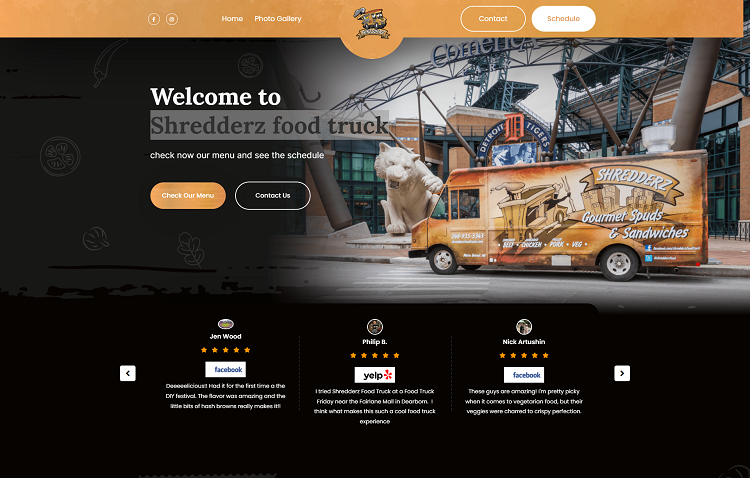 Home
Photo Gallery
SHREDDERZ
Contact
Schedule
Comerica
Welcome to
Shredderz food truck
check now our menu and see the schedule
Check Our Menu
Contact Us
DETROIT TIGERS
SHREDDERZ
Gourmet Spuds
& Sandwiches
BEEF • CHICKEN • PORK • VEG •
Jen Wood
facebook
Deeeeelicious!! Had it for the first time a the
DIY festival. The flavor was amazing and the
little bits of hash browns really makes it!!
Philip B.
yelp
I tried Shredderz Food Truck at a Food Truck
Friday near the Fairlane Mall in Dearborn. I
think what makes this such a cool food truck
experience
Nick Artushin
facebook
These guys are amazing! I'm pretty picky
when it comes to vegetarian food, but their
veggies were charred to crispy perfection.